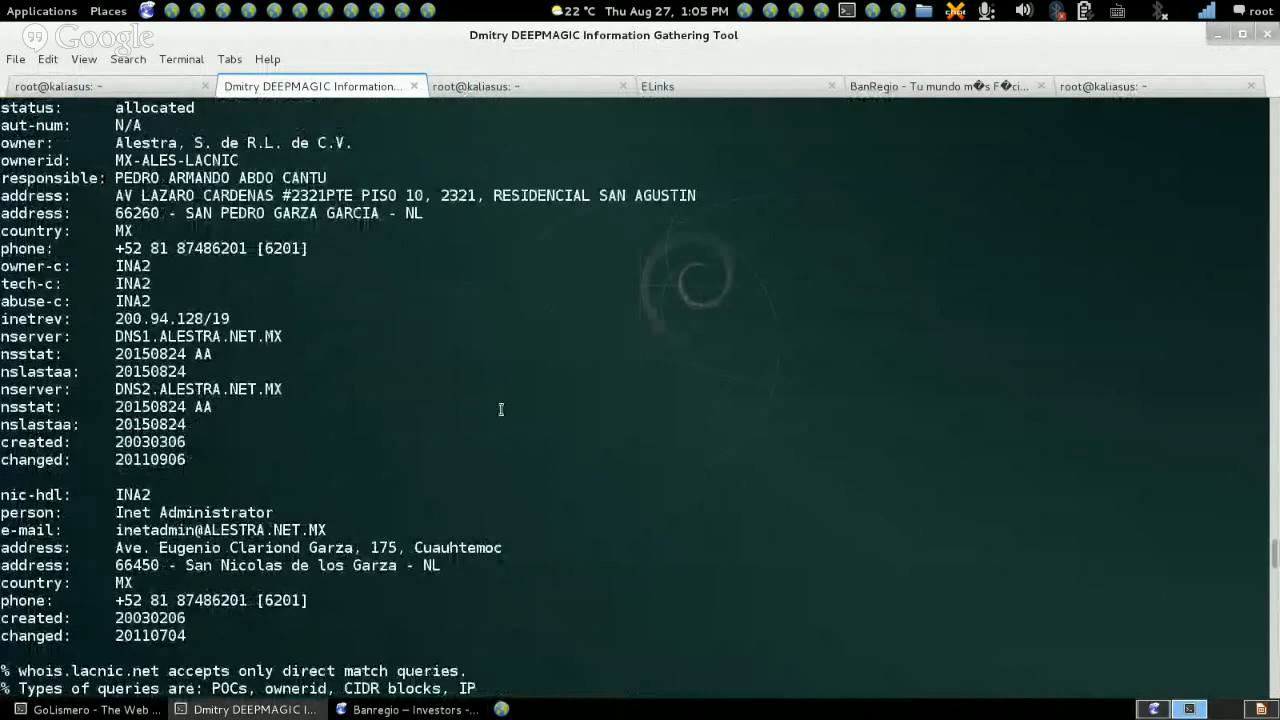 Applications Places 22 °C Thu Aug 27, 1:05 PM root
Google
Dmitry DEEPMAGIC Information Gathering Tool
File Edit View Search Terminal Tabs Help
root@kaliasus: ~ Dmitry DEEPMAGIC Information... root@kaliasus: ~ ELinks BanRegio - Tu mundo m�s F�ci... root@kaliasus: ~
status: allocated
aut-num: N/A
owner: Alestra, S. de R.L. de C.V.
ownerid: MX-ALES-LACNIC
responsible: PEDRO ARMANDO ABDO CANTU
address: AV LAZARO CARDENAS #2321PTE PISO 10, 2321, RESIDENCIAL SAN AGUSTIN
address: 66260 - SAN PEDRO GARZA GARCIA - NL
country: MX
phone: +52 81 87486201 [6201]
owner-c: INA2
tech-c: INA2
abuse-c: INA2
inetrev: 200.94.128/19
nserver: DNS1.ALESTRA.NET.MX
nsstat: 20150824 AA
nslastaa: 20150824
nserver: DNS2.ALESTRA.NET.MX
nsstat: 20150824 AA
nslastaa: 20150824
created: 20030306
changed: 20110906
nic-hdl: INA2
person: Inet Administrator
e-mail: inetadmin@ALESTRA.NET.MX
address: Ave. Eugenio Clariond Garza, 175, Cuauhtemoc
address: 66450 - San Nicolas de los Garza - NL
country: MX
phone: +52 81 87486201 [6201]
created: 20030206
changed: 20110704
% whois.lacnic.net accepts only direct match queries.
% Types of queries are: POCs, ownerid, CIDR blocks, IP
GoLismero - The Web ... Dmitry DEEPMAGIC I... Banregio – Investors -...